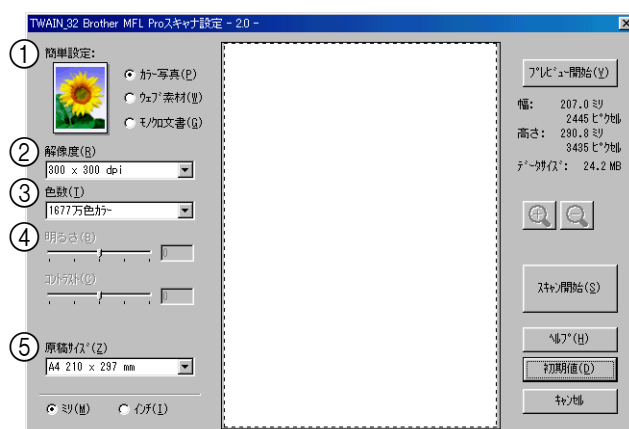 TWAIN_32 Brother MFL Proスキャナ設定 - 2.0 -
① 簡単設定:
カラー写真(P)
ウェブ素材(W)
モノクロ文書(G)
② 解像度(R)
300 x 300 dpi
③ 色数(T)
1677万色カラー
④ 明るさ(B)
0
コントラスト(C)
0
⑤ 原稿サイズ(Z)
A4 210 x 297 mm
ミリ(M) インチ(I)
プレビュー開始(V)
幅: 207.0 ミリ
2445 ピクセル
高さ: 290.8 ミリ
3435 ピクセル
データサイズ: 24.2 MB
スキャン開始(S)
ヘルプ(H)
初期値(D)
キャンセル